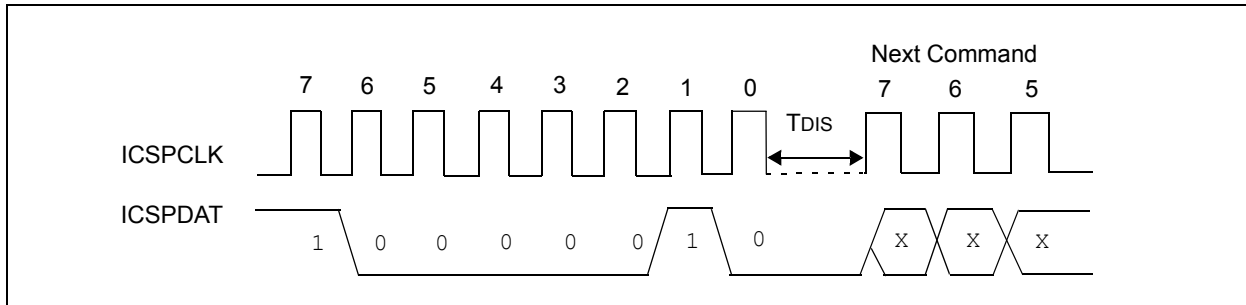 Next Command
7 6 5 4 3 2 1 0 7 6 5
TDIS
ICSPCLK
ICSPDAT
1 0 0 0 0 0 1 0 X X X